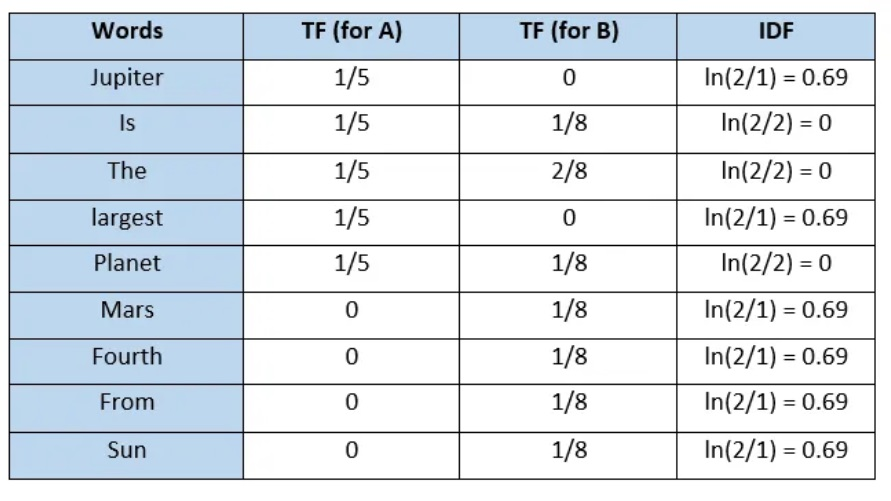 Words TF (for A) TF (for B) IDF
Jupiter 1/5 0 ln(2/1) = 0.69
Is 1/5 1/8 ln(2/2) = 0
The 1/5 2/8 ln(2/2) = 0
largest 1/5 0 ln(2/1) = 0.69
Planet 1/5 1/8 ln(2/2) = 0
Mars 0 1/8 ln(2/1) = 0.69
Fourth 0 1/8 ln(2/1) = 0.69
From 0 1/8 ln(2/1) = 0.69
Sun 0 1/8 ln(2/1) = 0.69